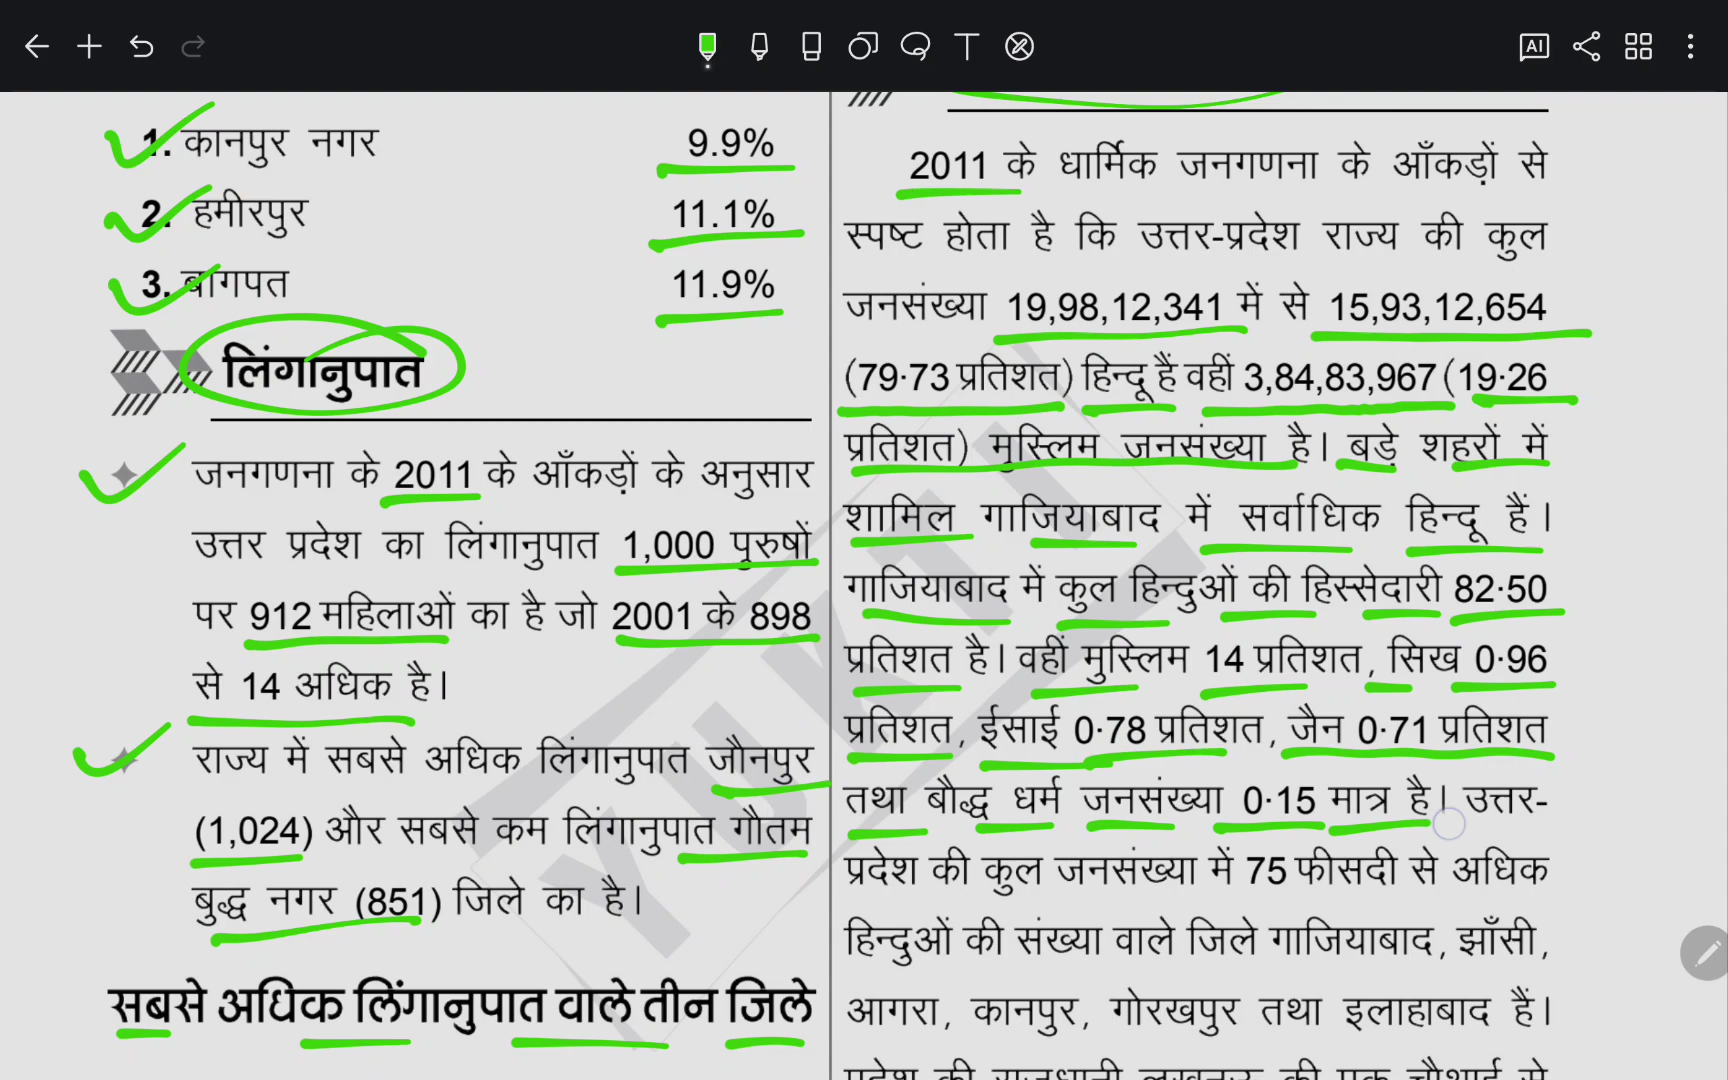 AI
1. कानपुर नगर 9.9%
2. हमीरपुर 11.1%
3. बागपत 11.9%
लिंगानुपात
जनगणना के 2011 के आँकड़ों के अनुसार
उत्तर प्रदेश का लिंगानुपात 1,000 पुरुषों
पर 912 महिलाओं का है जो 2001 के 898
से 14 अधिक है।
राज्य में सबसे अधिक लिंगानुपात जौनपुर
(1,024) और सबसे कम लिंगानुपात गौतम
बुद्ध नगर (851) जिले का है।
सबसे अधिक लिंगानुपात वाले तीन जिले
2011 के धार्मिक जनगणना के आँकड़ों से
स्पष्ट होता है कि उत्तर-प्रदेश राज्य की कुल
जनसंख्या 19,98,12,341 में से 15,93,12,654
(79·73 प्रतिशत) हिन्दू हैं वहीं 3,84,83,967 (19·26
प्रतिशत) मुस्लिम जनसंख्या है। बड़े शहरों में
शामिल गाजियाबाद में सर्वाधिक हिन्दू हैं।
गाजियाबाद में कुल हिन्दुओं की हिस्सेदारी 82·50
प्रतिशत है। वहीं मुस्लिम 14 प्रतिशत, सिख 0·96
प्रतिशत, ईसाई 0·78 प्रतिशत, जैन 0·71 प्रतिशत
तथा बौद्ध धर्म जनसंख्या 0·15 मात्र है। उत्तर-
प्रदेश की कुल जनसंख्या में 75 फीसदी से अधिक
हिन्दुओं की संख्या वाले जिले गाजियाबाद, झाँसी,
आगरा, कानपुर, गोरखपुर तथा इलाहाबाद हैं।
प्रदेश की राजधानी लखनऊ की एक चौथाई से
YUKTI